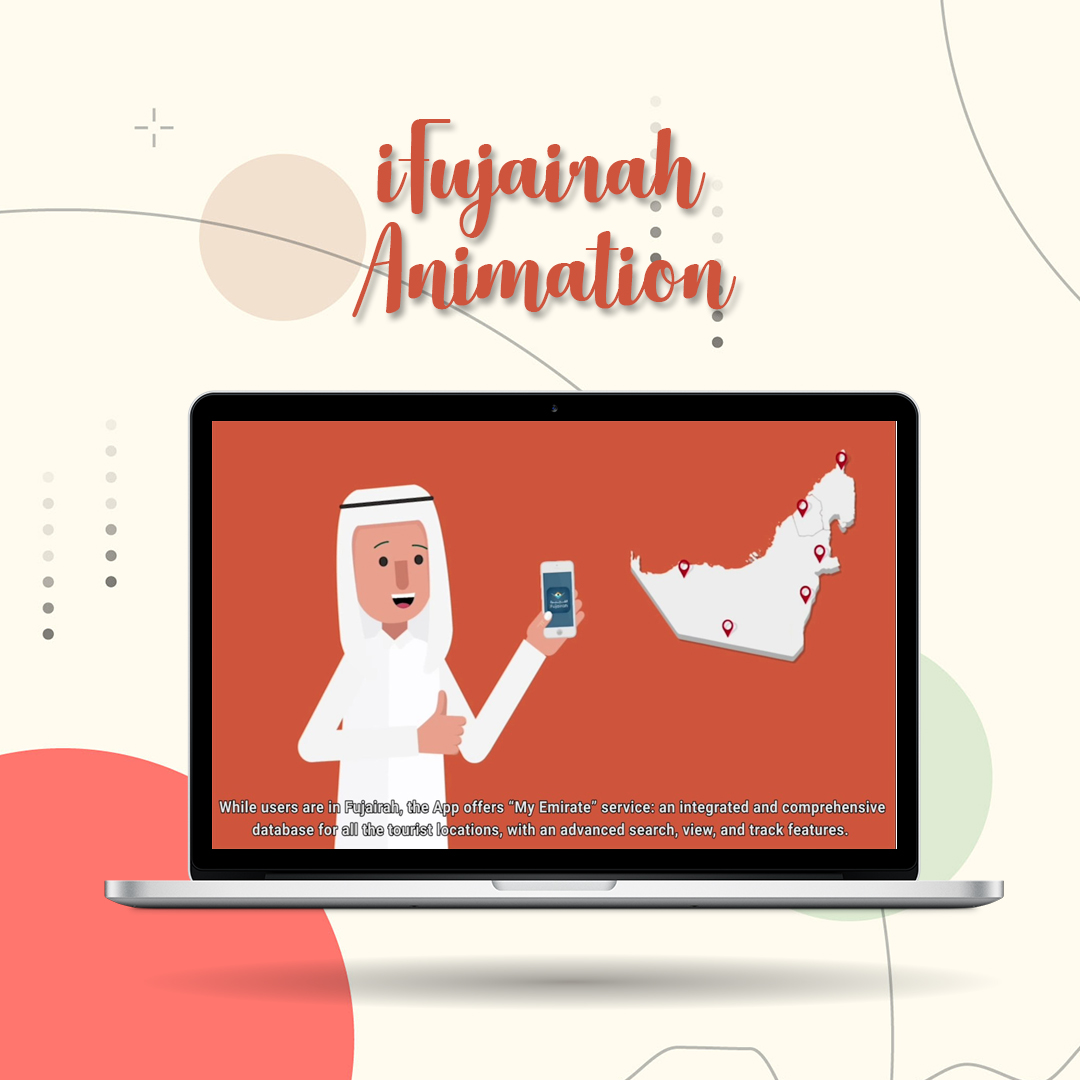 iFujairah
Animation
While users are in Fujairah, the App offers “My Emirate” service: an integrated and comprehensive
database for all the tourist locations, with an advanced search, view, and track features.